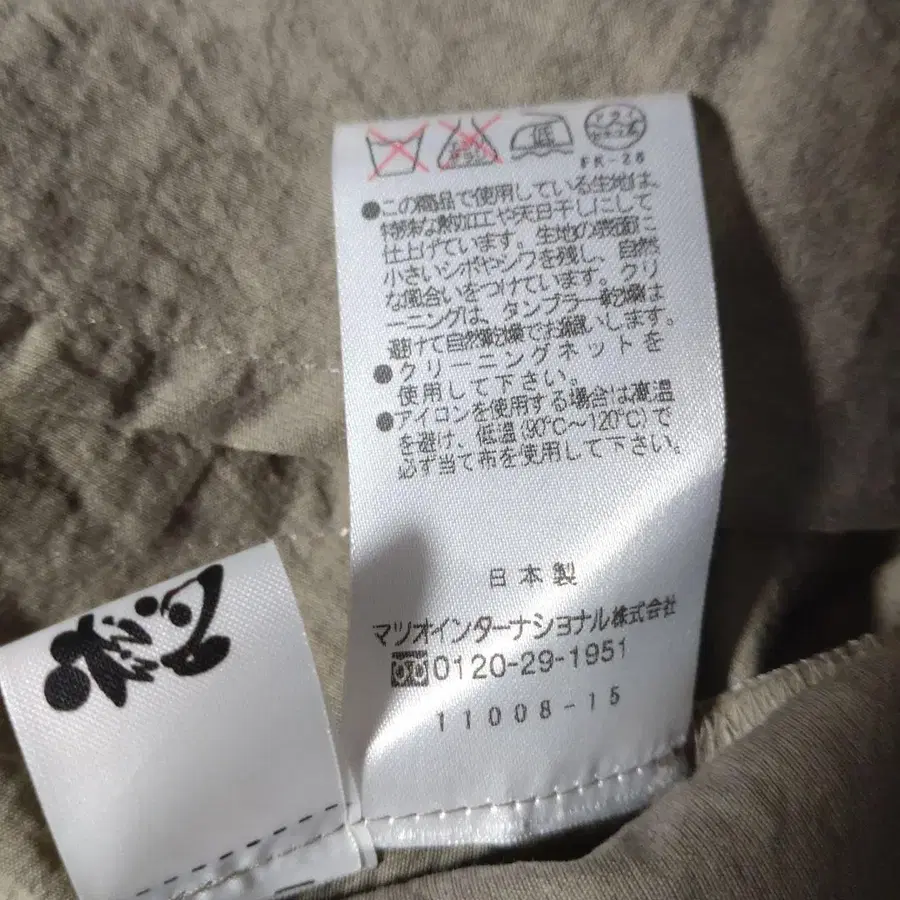 低
ドライ
FK-28
●この商品で使用している生地は、
特殊な熱加工や天日干しにして
仕上げています。生地の表面に
小さいシボやシワを残し、自然
な風合いをつけています。クリ
ーニングは、タンブラー乾燥は
避けて自然乾燥でお願いします。
●クリーニングネットを
使用して下さい。
●アイロンを使用する場合は高温
を避け、低温(90℃〜120℃)で
必ず当て布を使用して下さい。
日本製
マツオインターナショナル株式会社
0120-29-1951
11008-15